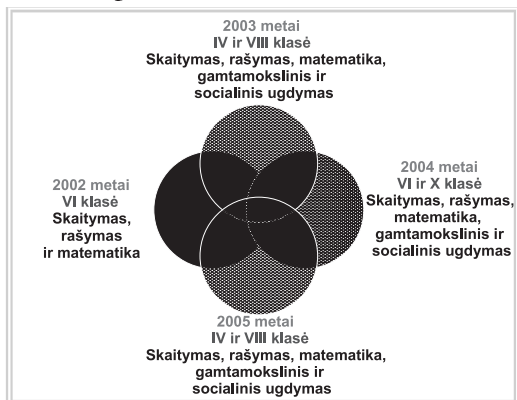 2003 metai
IV ir VIII klasė
Skaitymas, rašymas, matematika,
gamtamokslinis ir
socialinis ugdymas
2002 metai
VI klasė
Skaitymas,
rašymas
ir matematika
2004 metai
VI ir X klasė
Skaitymas, rašymas,
matematika,
gamtamokslinis ir
socialinis ugdymas
2005 metai
IV ir VIII klasė
Skaitymas, rašymas, matematika,
gamtamokslinis ir
socialinis ugdymas